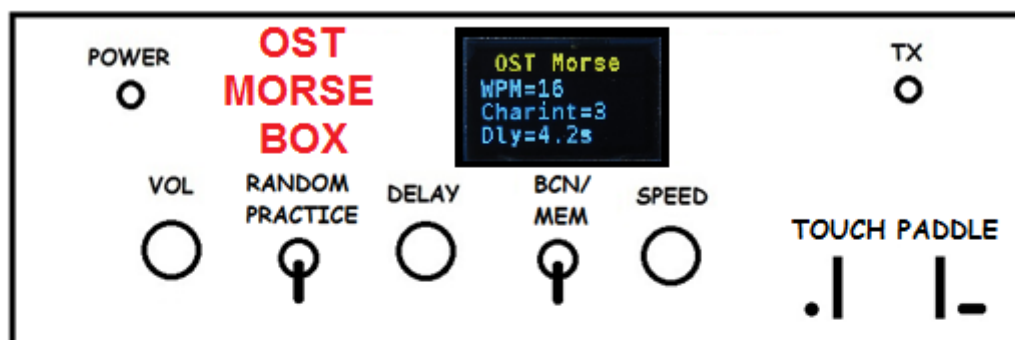 POWER
OST
MORSE
BOX
OST Morse
WPM=16
Charint=3
Dly=4.2s
TX
VOL
RANDOM
PRACTICE
DELAY
BCN/
MEM
SPEED
TOUCH PADDLE